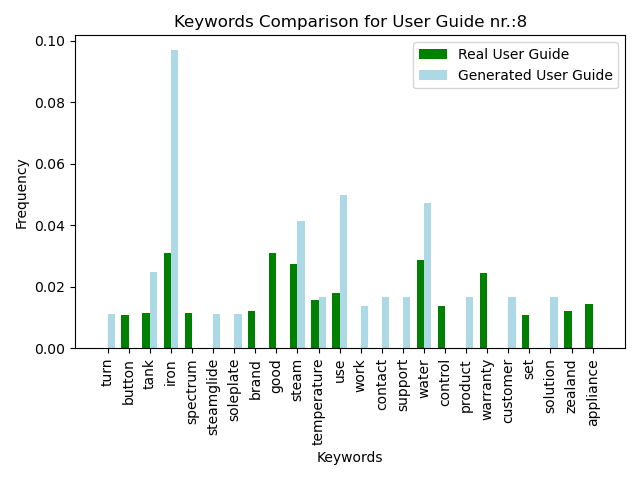 Keywords Comparison for User Guide nr.:8
Real User Guide
Generated User Guide
0.10
0.08
0.06
0.04
0.02
0.00
Frequency
turn
button
tank
iron
spectrum
steamglide
soleplate
brand
good
steam
temperature
use
work
contact
support
water
control
product
warranty
customer
set
solution
zealand
appliance
Keywords